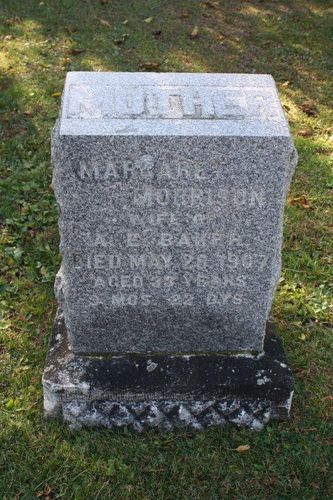 MOTHER
MARGARET
MORRISON
WIFE OF
A. E. BAKER
DIED MAY 28 1907
AGED
YEARS
MOS. 22 DYS